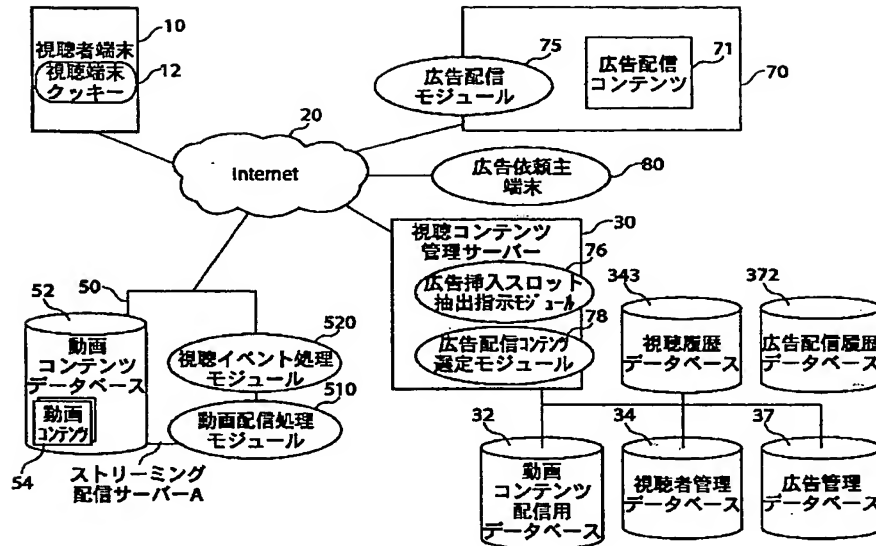 10
視聴者端末
視聴端末
クッキー
12
75
広告配信
モジュール
広告配信
コンテンツ
71
70
20
Internet
広告依頼主
端末
80
30
視聴コンテンツ
管理サーバー
76
広告挿入スロット
抽出指示モジュール
78
広告配信コンテンツ
選定モジュール
52
50
動画
コンテンツ
データベース
動画
コンテンツ
54
ストリーミング
配信サーバーA
520
視聴イベント処理
モジュール
510
動画配信処理
モジュール
343
視聴履歴
データベース
372
広告配信履歴
データベース
32
動画
コンテンツ
配信用
データベース
34
視聴者管理
データベース
37
広告管理
データベース